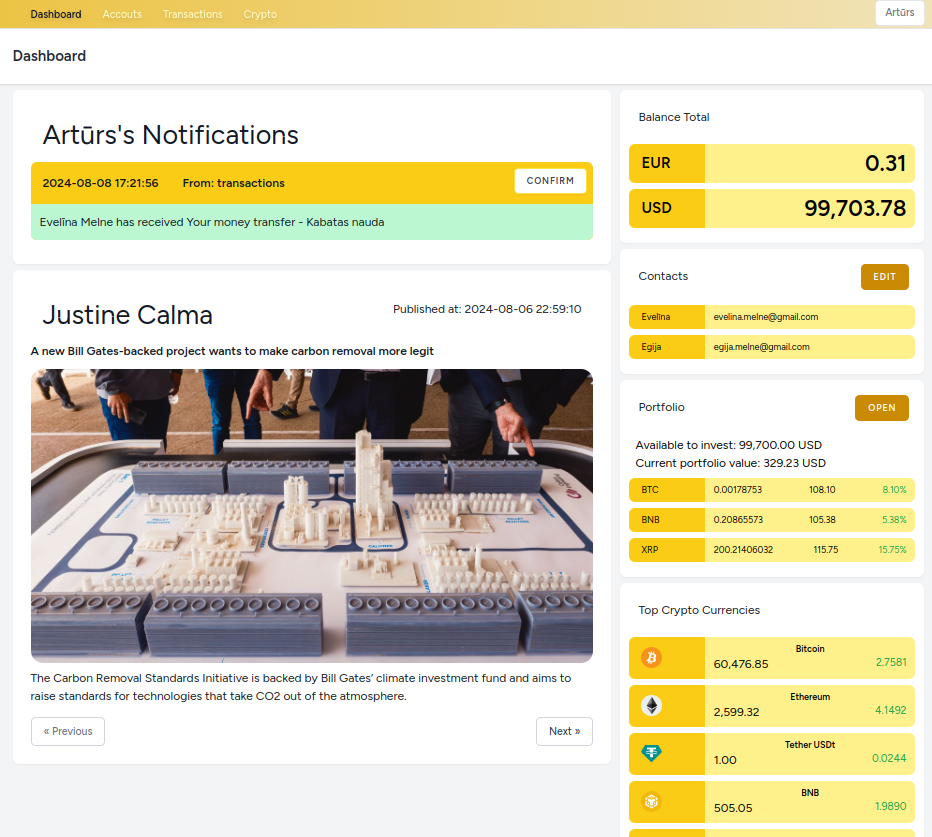 Dashboard Accouts Transactions Crypto Artūrs
Dashboard
Artūrs's Notifications
2024-08-08 17:21:56 From: transactions CONFIRM
Evelīna Melne has received Your money transfer - Kabatas nauda
Justine Calma Published at: 2024-08-06 22:59:10
A new Bill Gates-backed project wants to make carbon removal more legit
The Carbon Removal Standards Initiative is backed by Bill Gates’ climate investment fund and aims to
raise standards for technologies that take CO2 out of the atmosphere.
« Previous Next »
Balance Total
EUR 0.31
USD 99,703.78
Contacts EDIT
Evelīna evelina.melne@gmail.com
Egija egija.melne@gmail.com
Portfolio OPEN
Available to invest: 99,700.00 USD
Current portfolio value: 329.23 USD
BTC 0.00178753 108.10 8.10%
BNB 0.20865573 105.38 5.38%
XRP 200.21406032 115.75 15.75%
Top Crypto Currencies
Bitcoin
60,476.85 2.7581
Ethereum
2,599.32 4.1492
Tether USDt
1.00 0.0244
BNB
505.05 1.9890